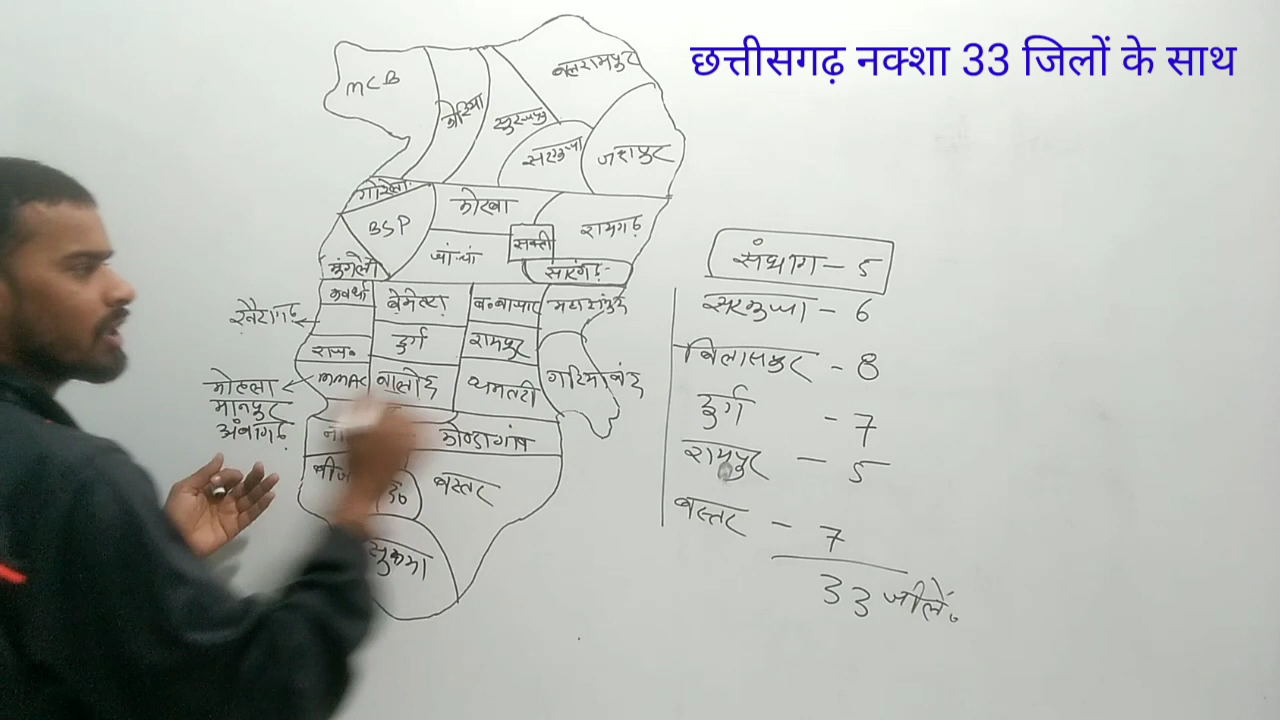 छत्तीसगढ़ नक्शा 33 जिलों के साथ
MCB
कोरिया
सुरजपुर
बलरामपुर
सरगुजा
जशपुर
गौरेला
BSP
कोरबा
रायगढ़
जांजां
सक्ती
सारंगढ़
मुंगेली
कवर्धा
बेमेतरा
महासमुंद
खैरागढ़
राज॰
दुर्ग
रायपुर
MMAC
बालोद
धमतरी
गरियाबंद
मोहला
मानपुर
अंबागढ़
ना
कोण्डागांव
बीज
द॰
बस्तर
सुकमा
संभाग - 5
सरगुजा - 6
बिलासपुर - 8
दुर्ग - 7
रायपुर - 5
बस्तर - 7
33 जीलें.